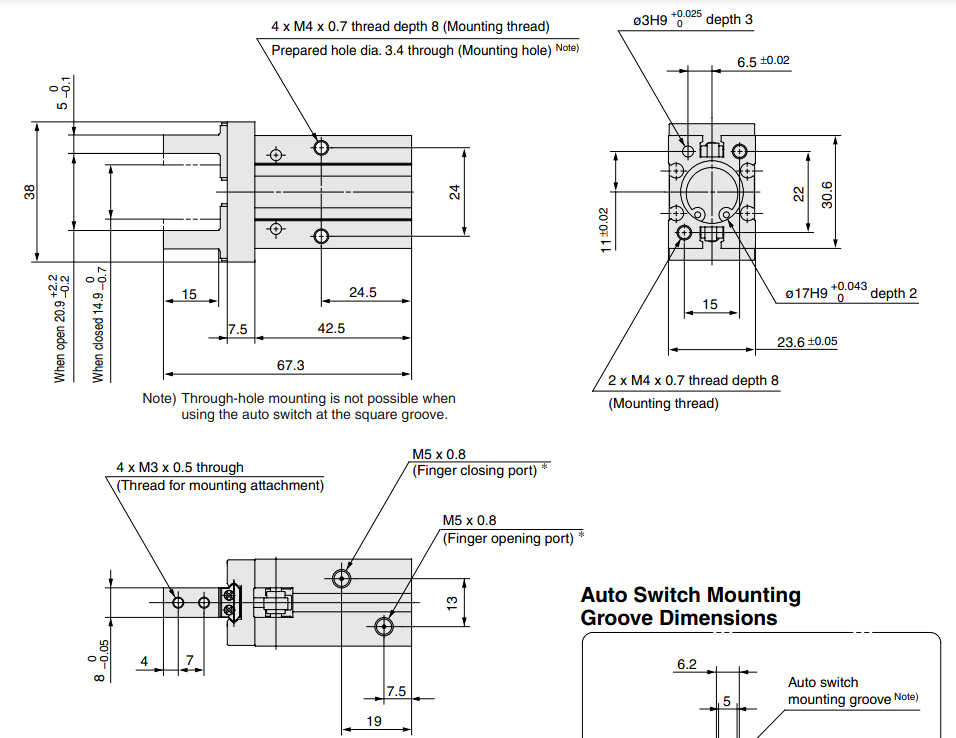 4 x M4 x 0.7 thread depth 8 (Mounting thread)
Prepared hole dia. 3.4 through (Mounting hole) Note)
ø3H9 +0.025 0 depth 3
6.5 ±0.02
5 0 −0.1
38
24
15
24.5
7.5
42.5
67.3
When open 20.9 +2.2 −0.2
When closed 14.9 0 −0.7
Note) Through-hole mounting is not possible when
using the auto switch at the square groove.
11±0.02
22
30.6
ø17H9 +0.043 0 depth 2
15
23.6 ±0.05
2 x M4 x 0.7 thread depth 8
(Mounting thread)
4 x M3 x 0.5 through
(Thread for mounting attachment)
M5 x 0.8
(Finger closing port) *
M5 x 0.8
(Finger opening port) *
13
8 0 −0.05
4
7
7.5
19
Auto Switch Mounting
Groove Dimensions
6.2
5
Auto switch
mounting groove Note)